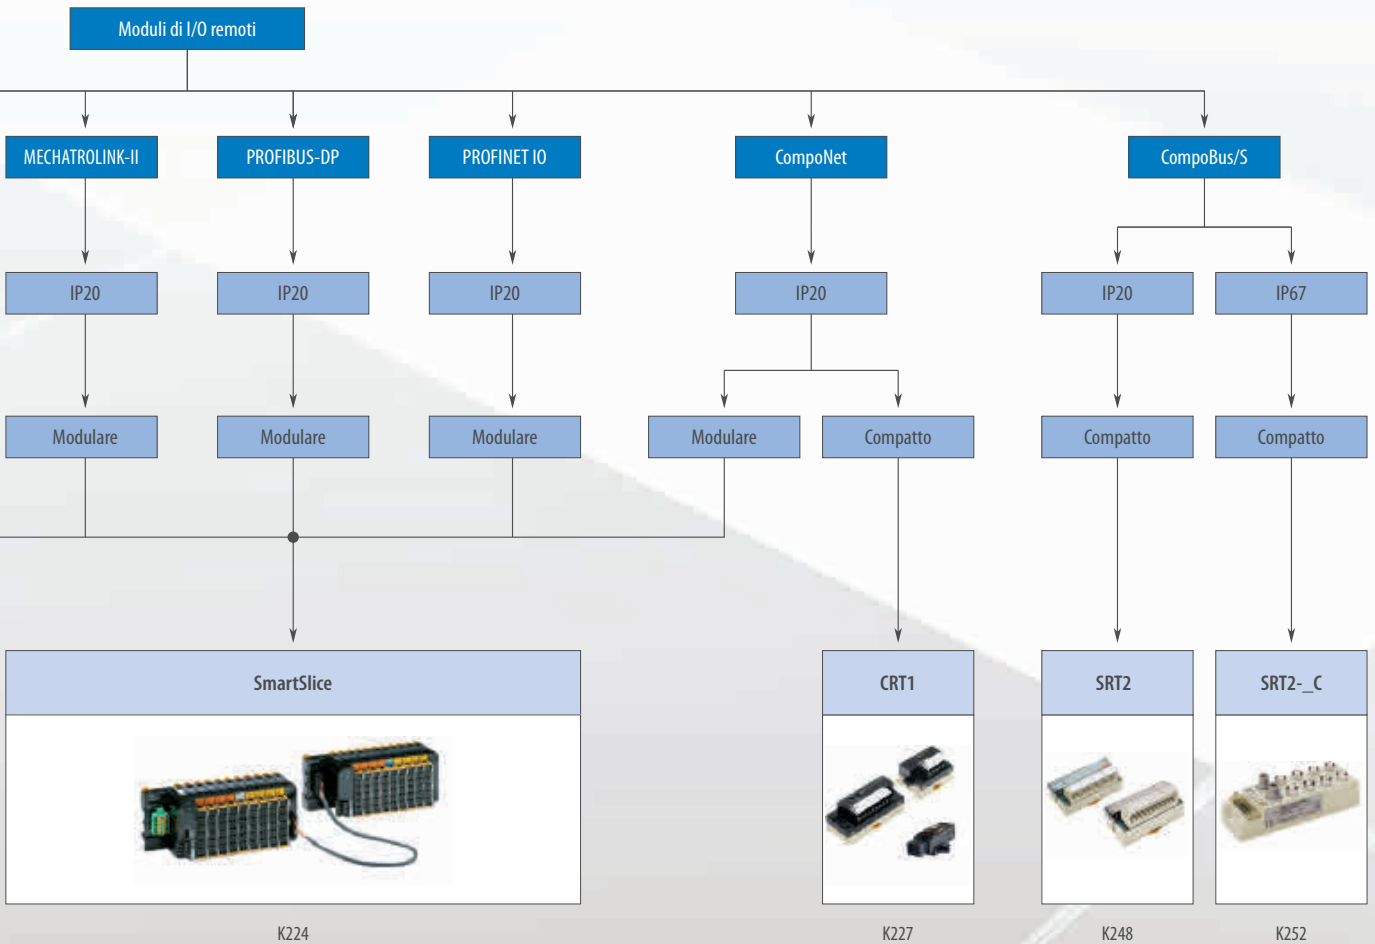 Moduli di I/O remoti
MECHATROLINK-II
PROFIBUS-DP
PROFINET IO
CompoNet
CompoBus/S
IP20
IP20
IP20
IP20
IP20
IP67
Modulare
Modulare
Modulare
Modulare
Compatto
Compatto
Compatto
SmartSlice
CRT1
SRT2
SRT2-_C
K224
K227
K248
K252